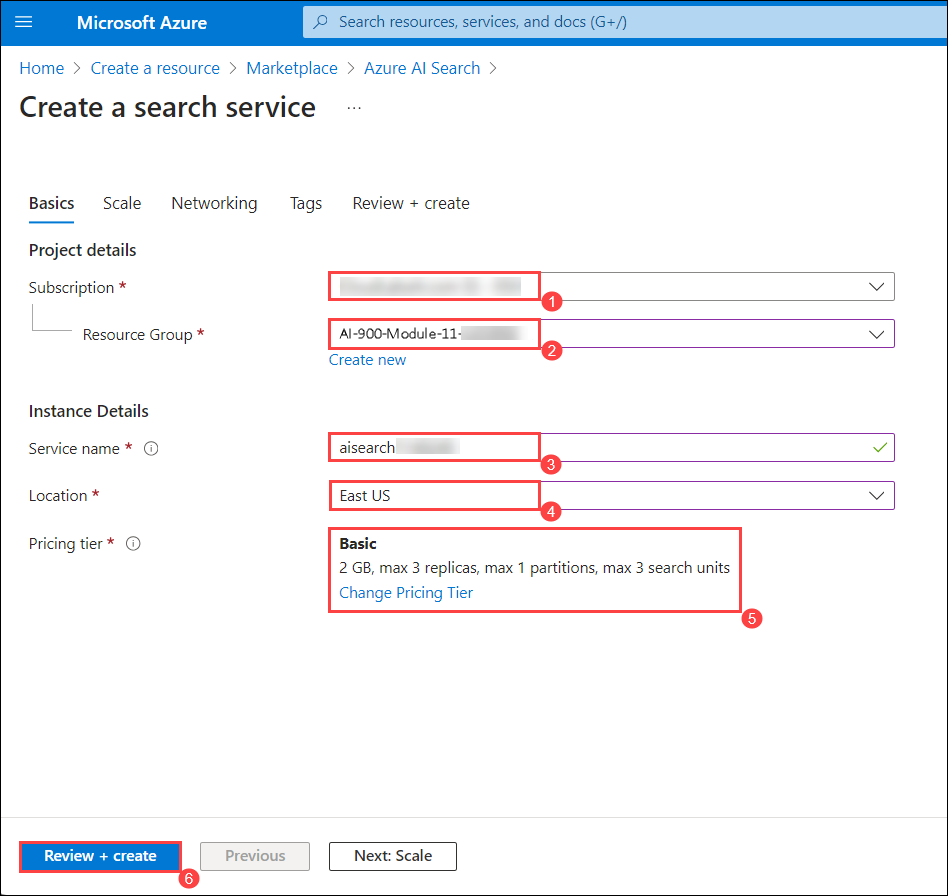 Microsoft Azure
Search resources, services, and docs (G+/)
Home > Create a resource > Marketplace > Azure AI Search >
Create a search service ...
Basics Scale Networking Tags Review + create
Project details
Subscription *
1
Resource Group * AI-900-Module-11-
2
Create new
Instance Details
Service name * aisearch
3
Location * East US
4
Pricing tier * Basic
2 GB, max 3 replicas, max 1 partitions, max 3 search units
Change Pricing Tier
5
Review + create Previous Next: Scale
6